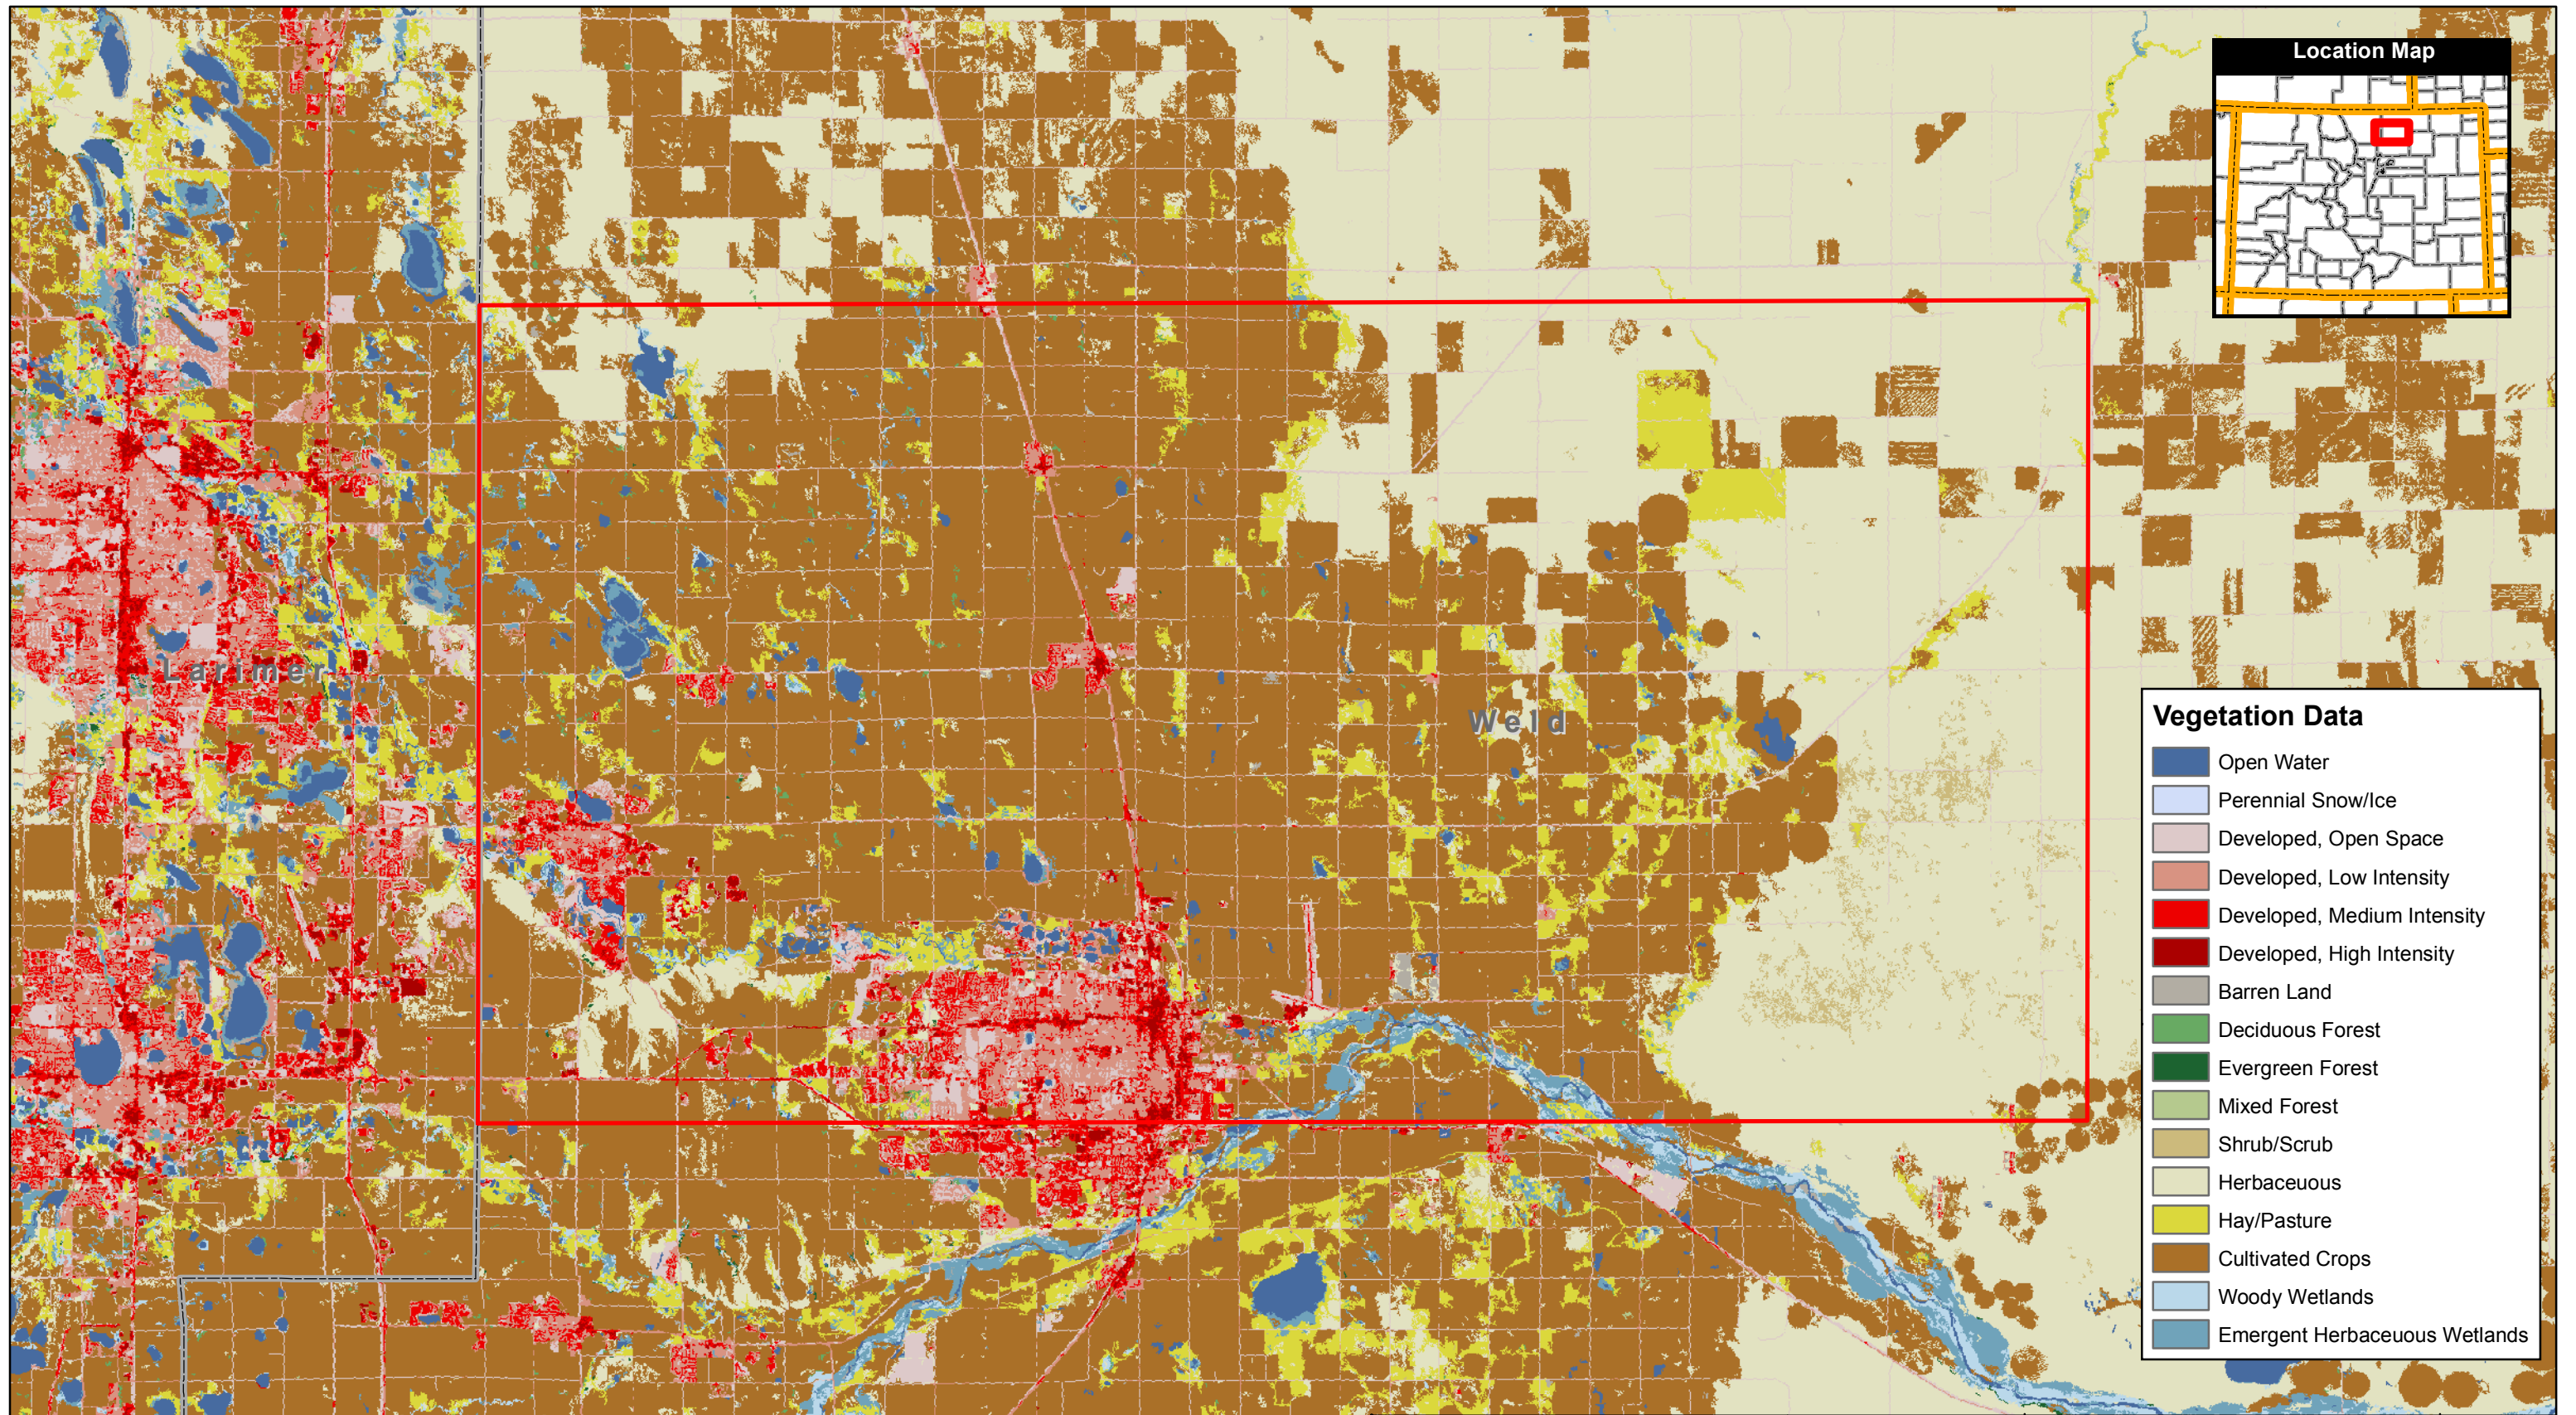 Location Map
Larimer
Weld
Vegetation Data
Open Water
Perennial Snow/Ice
Developed, Open Space
Developed, Low Intensity
Developed, Medium Intensity
Developed, High Intensity
Barren Land
Deciduous Forest
Evergreen Forest
Mixed Forest
Shrub/Scrub
Herbaceuous
Hay/Pasture
Cultivated Crops
Woody Wetlands
Emergent Herbaceuous Wetlands